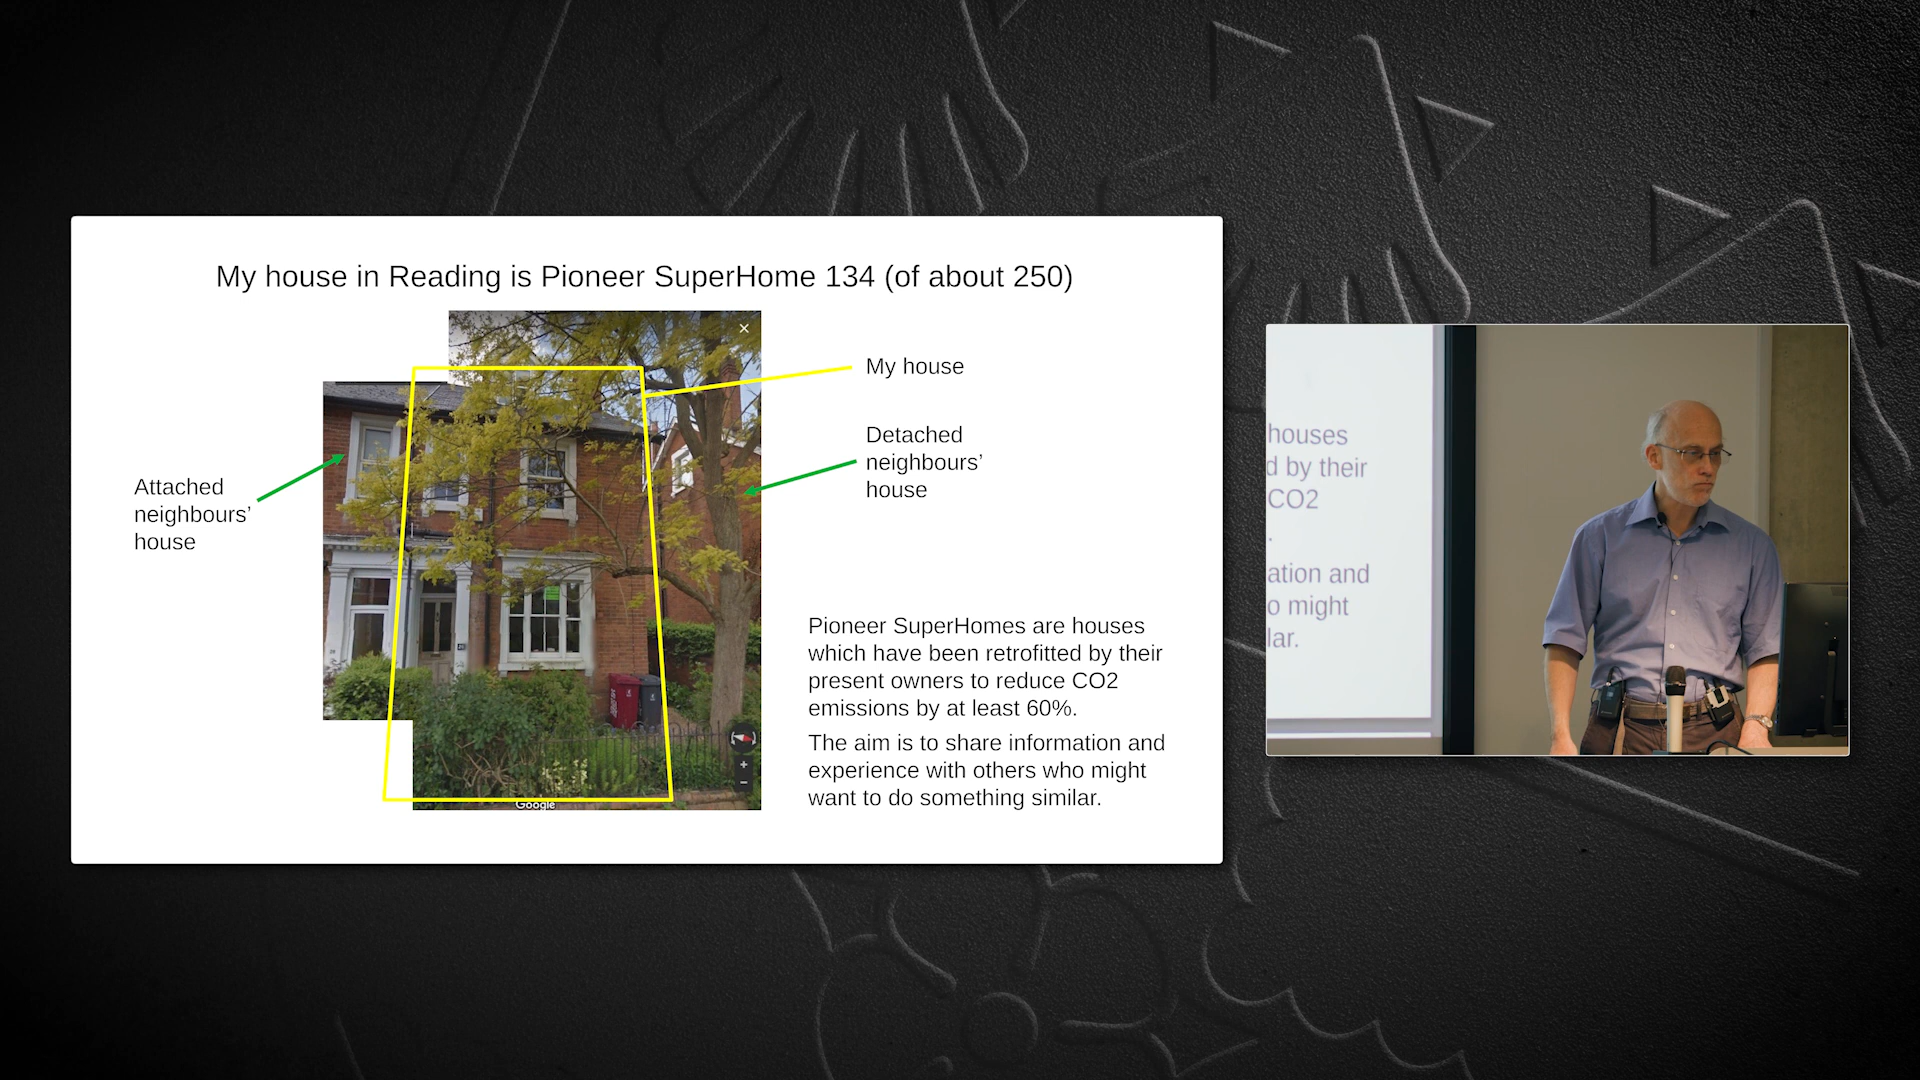 My house in Reading is Pioneer SuperHome 134 (of about 250)
My house
Detached
neighbours’
house
Attached
neighbours’
house
Pioneer SuperHomes are houses
which have been retrofitted by their
present owners to reduce CO2
emissions by at least 60%.
The aim is to share information and
experience with others who might
want to do something similar.
Google
houses
d by their
CO2
.
ation and
o might
lar.